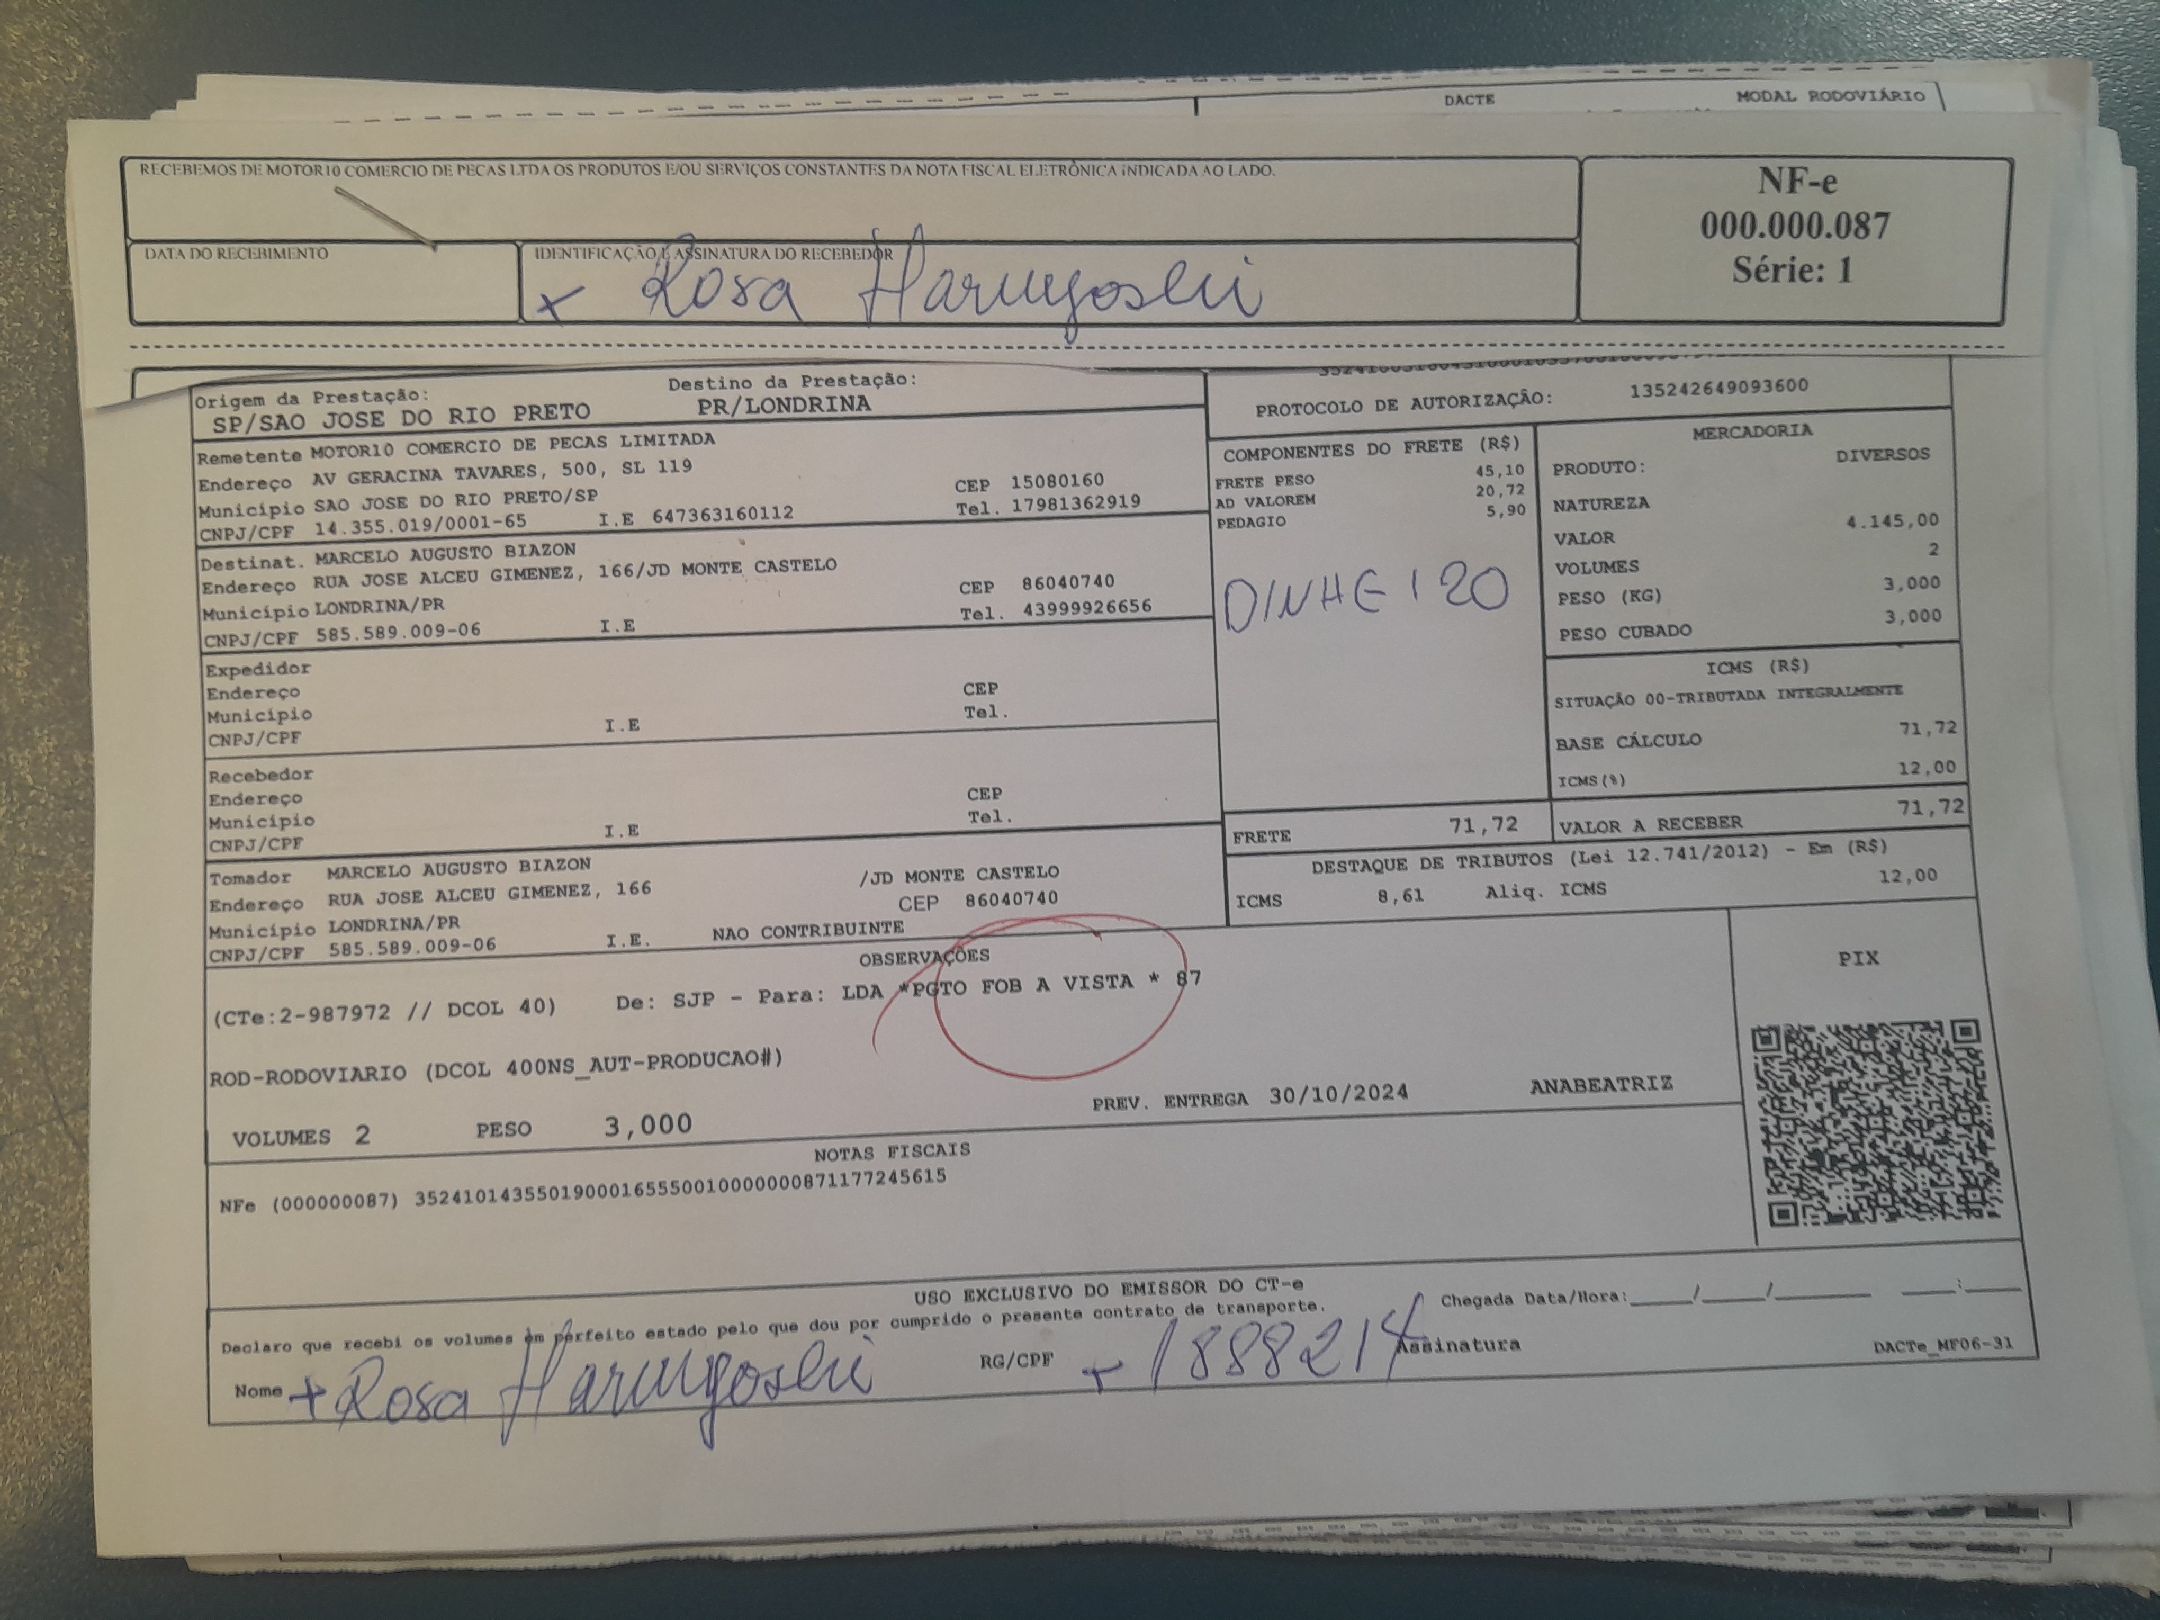 DACTE MODAL RODOVIÁRIO
RECEBEMOS DE MOTOR10 COMERCIO DE PECAS LTDA OS PRODUTOS E/OU SERVIÇOS CONSTANTES DA NOTA FISCAL ELETRÔNICA INDICADA AO LADO.
NF-e
000.000.087
Série: 1
DATA DO RECEBIMENTO
IDENTIFICAÇÃO E ASSINATURA DO RECEBEDOR
x Rosa Haruyoshi
Origem da Prestação:
SP/SAO JOSE DO RIO PRETO
Destino da Prestação:
PR/LONDRINA
PROTOCOLO DE AUTORIZAÇÃO: 135242649093600
Remetente MOTOR10 COMERCIO DE PECAS LIMITADA
Endereço AV GERACINA TAVARES, 500, SL 119
Município SAO JOSE DO RIO PRETO/SP CEP 15080160
CNPJ/CPF 14.355.019/0001-65 I.E 647363160112 Tel. 17981362919
Destinat. MARCELO AUGUSTO BIAZON
Endereço RUA JOSE ALCEU GIMENEZ, 166/JD MONTE CASTELO
Município LONDRINA/PR CEP 86040740
CNPJ/CPF 585.589.009-06 I.E Tel. 43999926656
Expedidor
Endereço
Município CEP
CNPJ/CPF I.E Tel.
Recebedor
Endereço
Município CEP
CNPJ/CPF I.E Tel.
Tomador MARCELO AUGUSTO BIAZON
Endereço RUA JOSE ALCEU GIMENEZ, 166 /JD MONTE CASTELO
Município LONDRINA/PR CEP 86040740
CNPJ/CPF 585.589.009-06 I.E. NAO CONTRIBUINTE
COMPONENTES DO FRETE (R$)
FRETE PESO 45,10
AD VALOREM 20,72
PEDAGIO 5,90
DINHEI 20
FRETE 71,72
MERCADORIA
PRODUTO: DIVERSOS
NATUREZA
VALOR 4.145,00
VOLUMES 2
PESO (KG) 3,000
PESO CUBADO 3,000
ICMS (R$)
SITUAÇÃO 00-TRIBUTADA INTEGRALMENTE
BASE CÁLCULO 71,72
ICMS(%) 12,00
VALOR A RECEBER 71,72
DESTAQUE DE TRIBUTOS (Lei 12.741/2012) - Em (R$)
ICMS 8,61 Aliq. ICMS 12,00
OBSERVAÇÕES
(CTe:2-987972 // DCOL 40) De: SJP - Para: LDA *PGTO FOB A VISTA * 87
ROD-RODOVIARIO (DCOL 400NS_AUT-PRODUCAO#)
VOLUMES 2 PESO 3,000 PREV. ENTREGA 30/10/2024 ANABEATRIZ
PIX
NOTAS FISCAIS
NFe (000000087) 35241014355019000165550010000000871177245615
USO EXCLUSIVO DO EMISSOR DO CT-e
Declaro que recebi os volumes em perfeito estado pelo que dou por cumprido o presente contrato de transporte. Chegada Data/Hora:_____/_____/________ ____:____
Nome x Rosa Haruyoshi RG/CPF x 1888214 Assinatura
DACTe_MF06-31